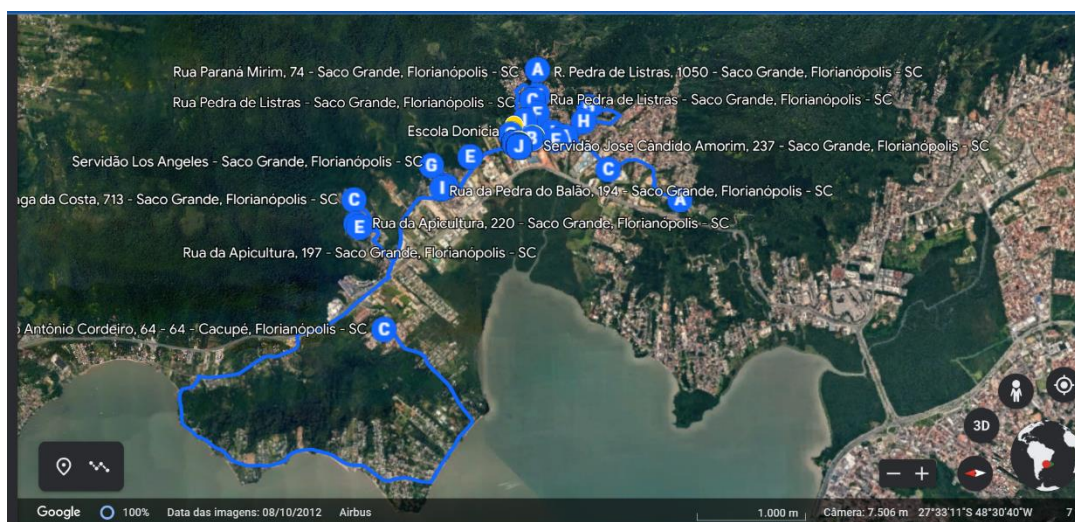 Rua Paraná Mirim, 74 - Saco Grande, Florianópolis - SC
A
R. Pedra de Listras, 1050 - Saco Grande, Florianópolis - SC
Rua Pedra de Listras - Saco Grande, Florianópolis - SC
C
Rua Pedra de Listras - Saco Grande, Florianópolis - SC
H
Escola Donicia
B
E
J
Servidão José Cândido Amorim, 237 - Saco Grande, Florianópolis - SC
E
Servidão Los Angeles - Saco Grande, Florianópolis - SC
G
C
I
Rua da Pedra do Balão, 194 - Saco Grande, Florianópolis - SC
aga da Costa, 713 - Saco Grande, Florianópolis - SC
C
A
E
Rua da Apicultura, 220 - Saco Grande, Florianópolis - SC
Rua da Apicultura, 197 - Saco Grande, Florianópolis - SC
Antônio Cordeiro, 64 - 64 - Cacupé, Florianópolis - SC
C
3D
Google
100%
Data das imagens: 08/10/2012
Airbus
1.000 m
Câmera: 7.506 m
27°33'11"S 48°30'40"W
7